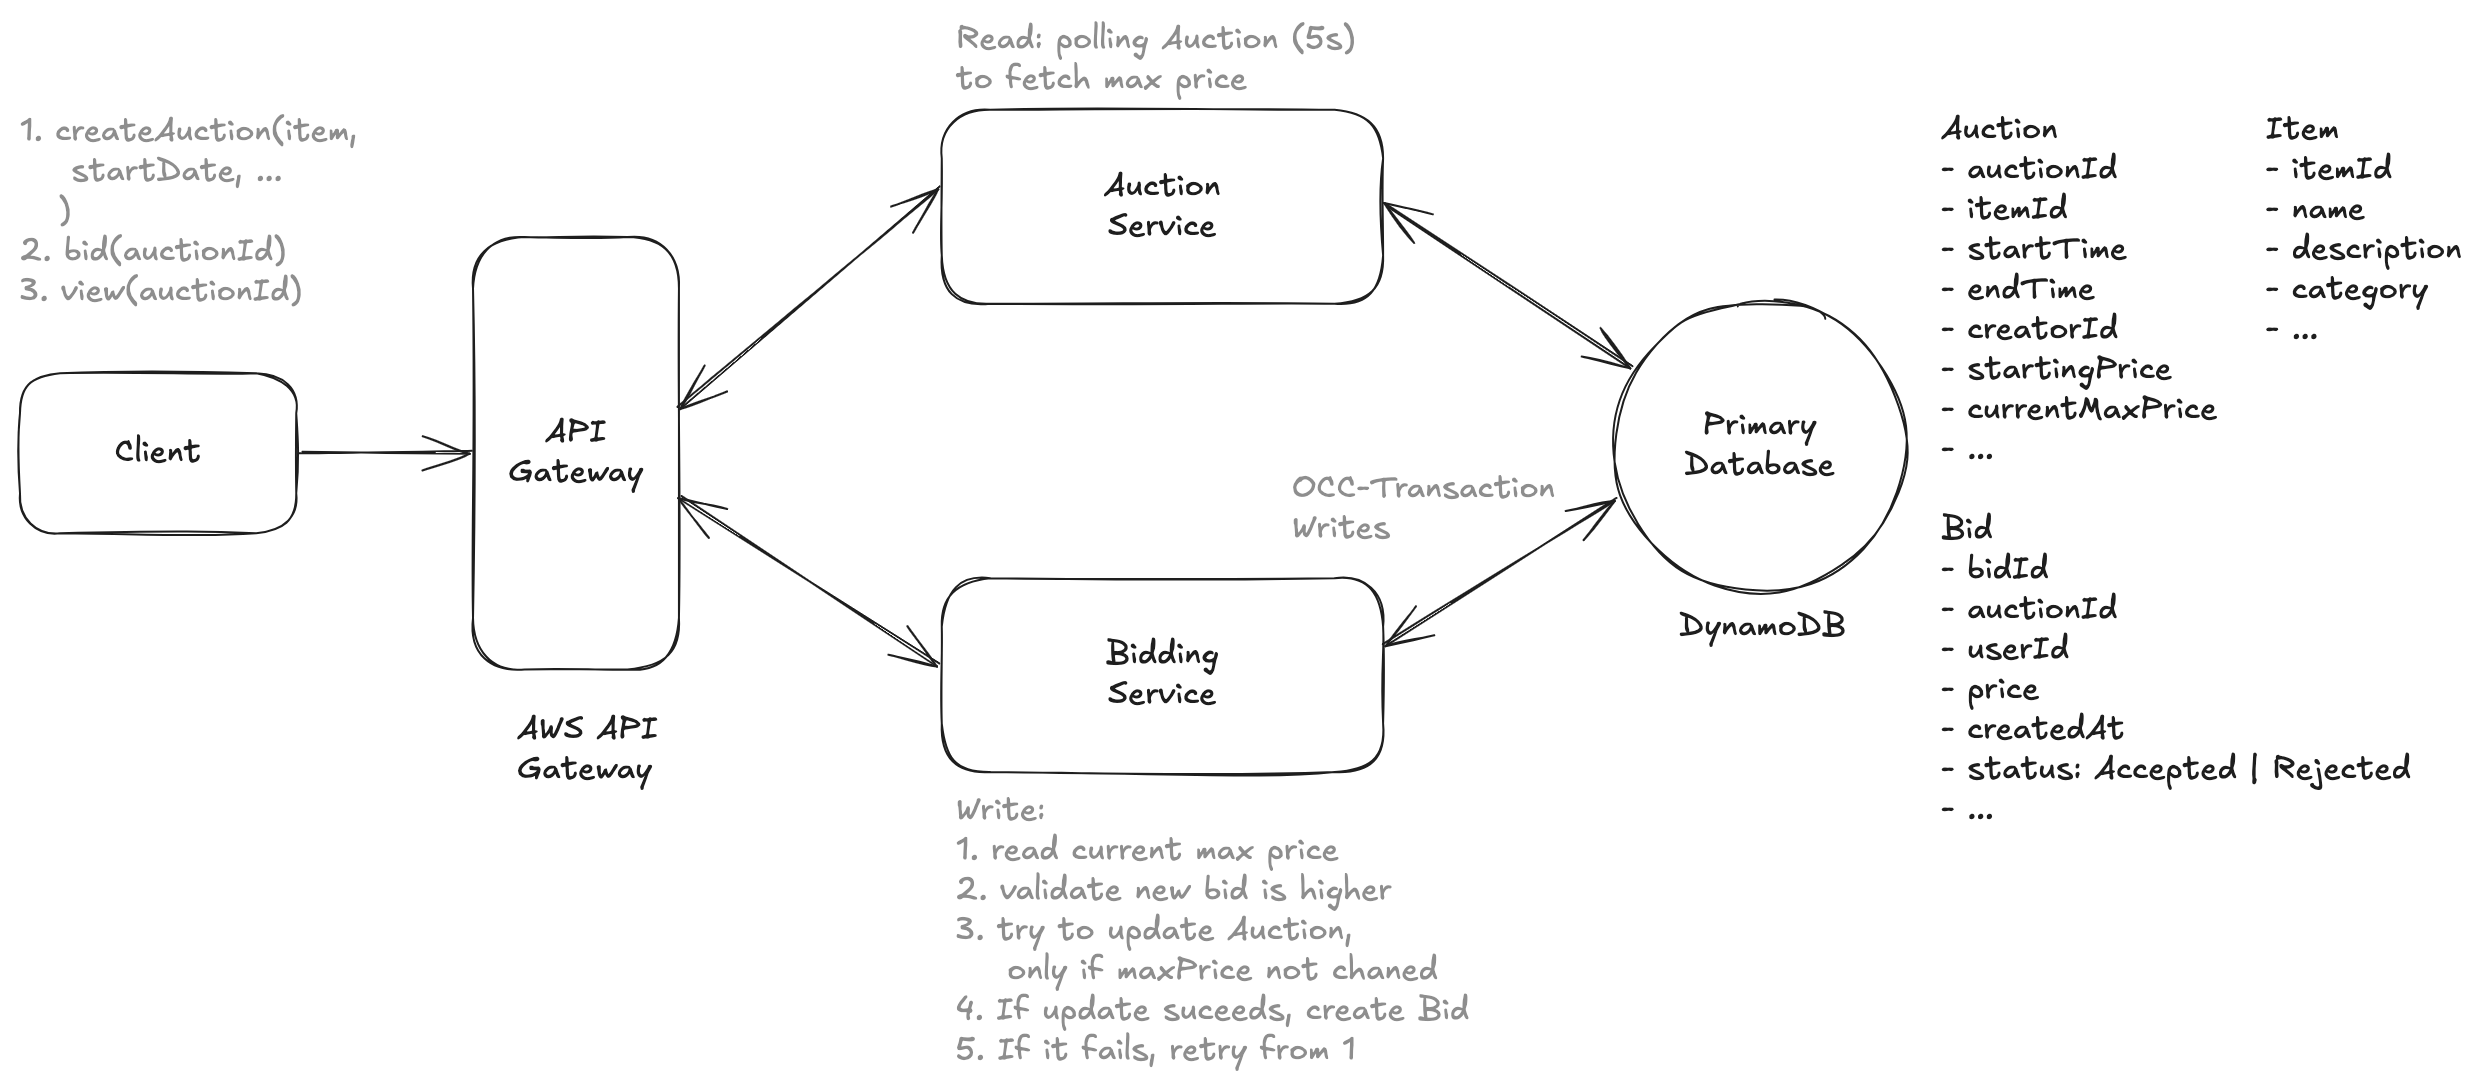 Read: polling Auction (5s)
to fetch max price
1. createAuction(item,
startDate, ...
)
2. bid(auctionId)
3. view(auctionId)
Client
API
Gateway
AWS API
Gateway
Auction
Service
OCC-Transaction
Writes
Bidding
Service
Write:
1. read current max price
2. validate new bid is higher
3. try to update Auction,
only if maxPrice not chaned
4. If update suceeds, create Bid
5. If it fails, retry from 1
Primary
Database
DynamoDB
Auction
- auctionId
- itemId
- startTime
- endTime
- creatorId
- startingPrice
- currentMaxPrice
- ...
Item
- itemId
- name
- description
- category
- ...
Bid
- bidId
- auctionId
- userId
- price
- createdAt
- status: Accepted | Rejected
- ...